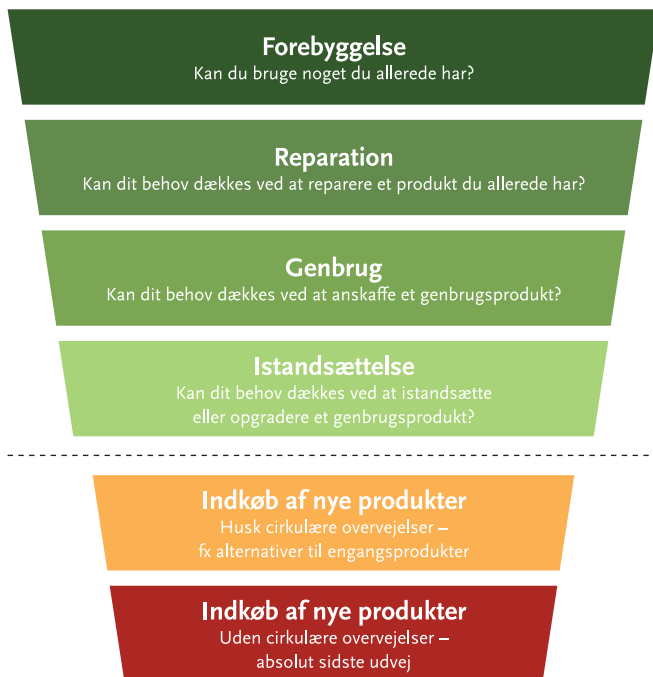 Forebyggelse
Kan du bruge noget du allerede har?
Reparation
Kan dit behov dækkes ved at reparere et produkt du allerede har?
Genbrug
Kan dit behov dækkes ved at anskaffe et genbrugsprodukt?
Istandsættelse
Kan dit behov dækkes ved at istandsætte
eller opgradere et genbrugsprodukt?
Indkøb af nye produkter
Husk cirkulære overvejelser –
fx alternativer til engangsprodukter
Indkøb af nye produkter
Uden cirkulære overvejelser –
absolut sidste udvej